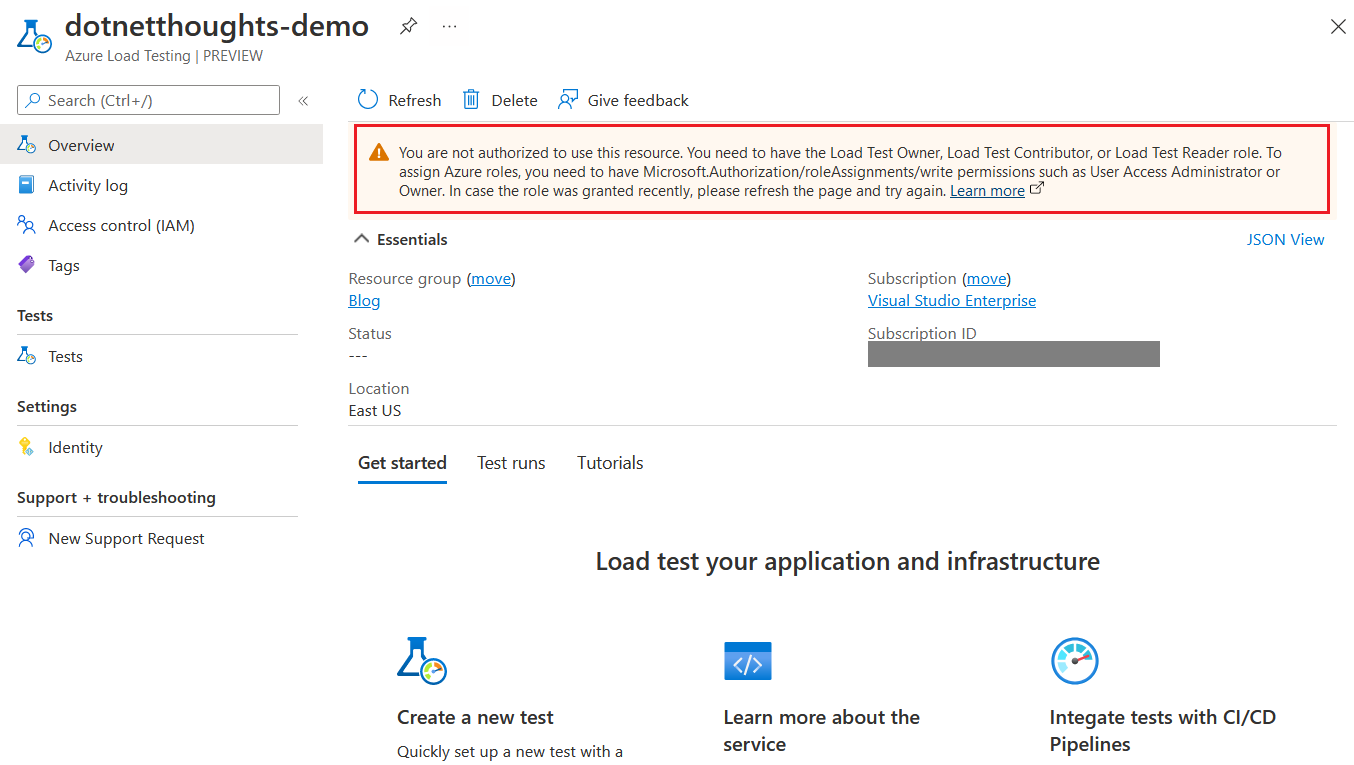 dotnetthoughts-demo
Azure Load Testing | PREVIEW
Search (Ctrl+/)
Overview
Activity log
Access control (IAM)
Tags
Tests
Tests
Settings
Identity
Support + troubleshooting
New Support Request
Refresh
Delete
Give feedback
You are not authorized to use this resource. You need to have the Load Test Owner, Load Test Contributor, or Load Test Reader role. To
assign Azure roles, you need to have Microsoft.Authorization/roleAssignments/write permissions such as User Access Administrator or
Owner. In case the role was granted recently, please refresh the page and try again. Learn more
Essentials
JSON View
Resource group (move)
Blog
Status
---
Location
East US
Subscription (move)
Visual Studio Enterprise
Subscription ID
Get started
Test runs
Tutorials
Load test your application and infrastructure
Create a new test
Quickly set up a new test with a
Learn more about the
service
Integate tests with CI/CD
Pipelines